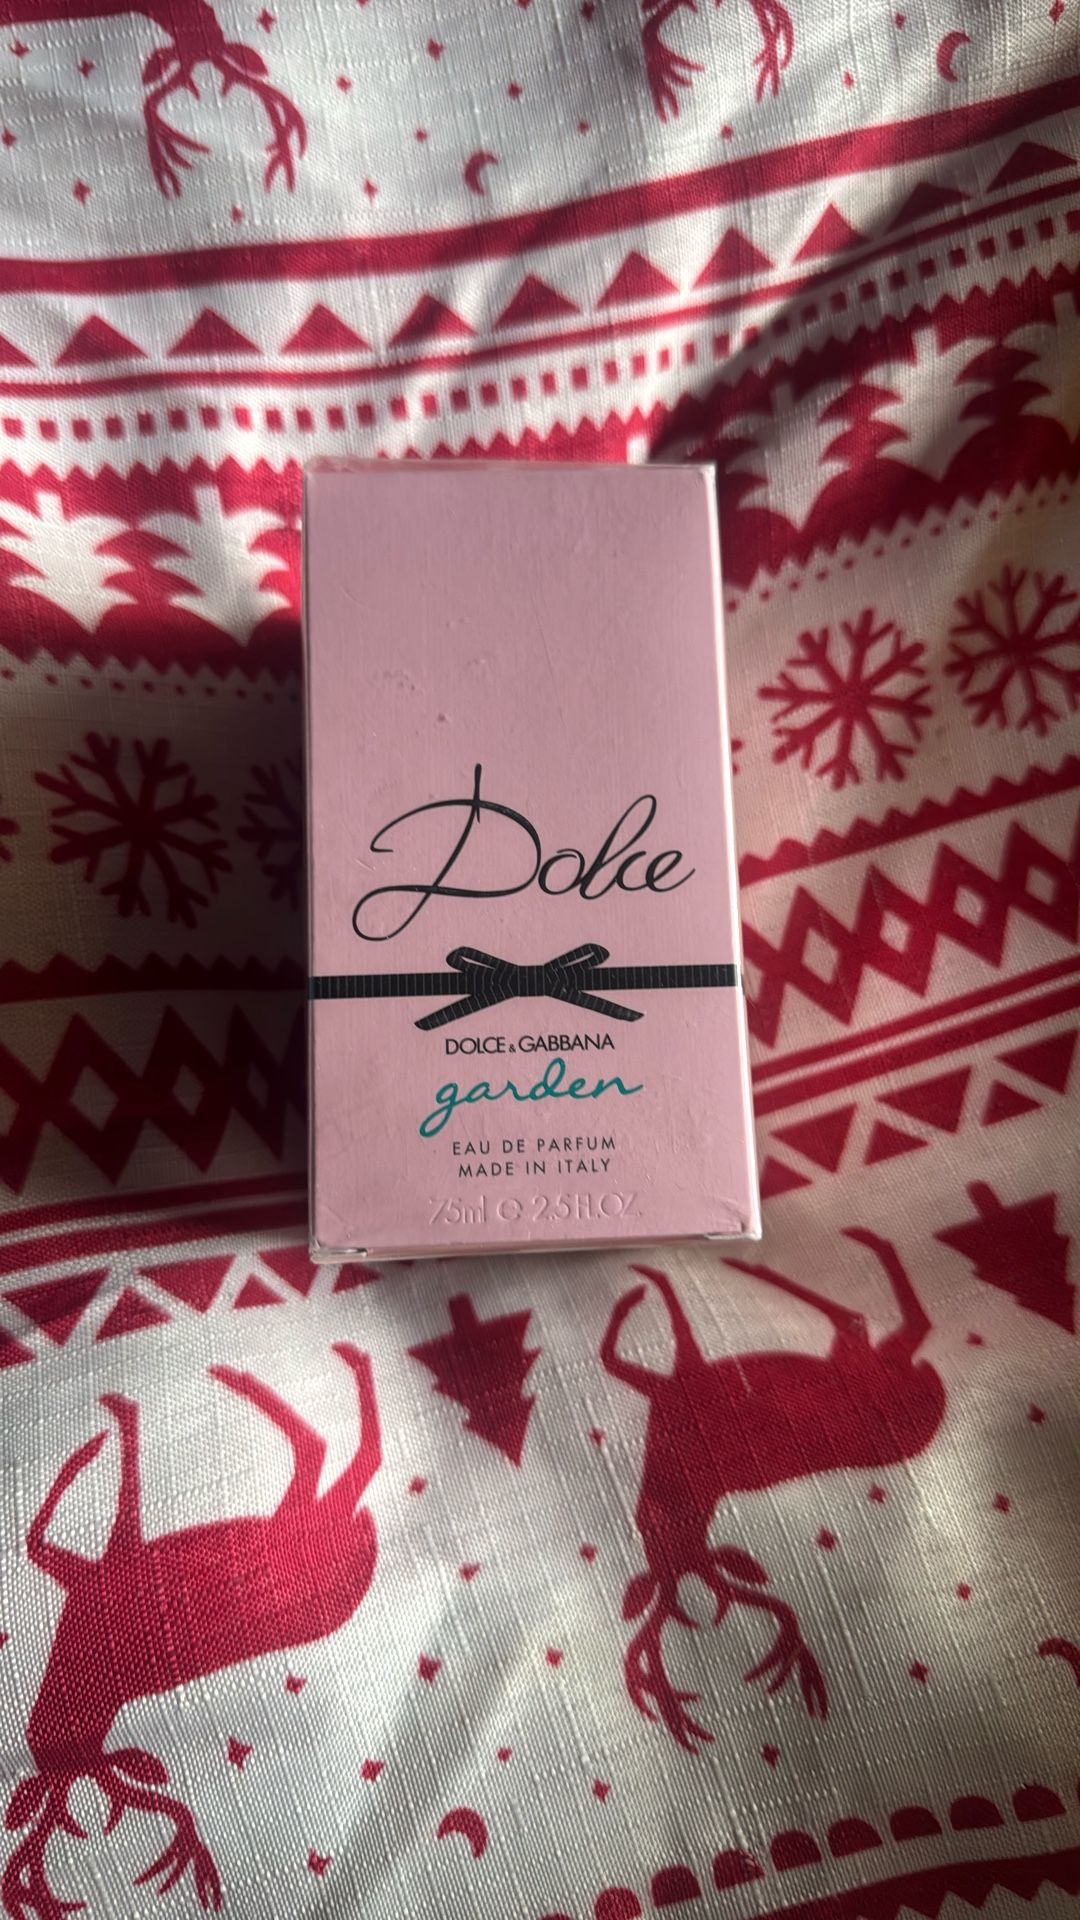 Dolce
DOLCE & GABBANA
garden
EAU DE PARFUM
MADE IN ITALY
75ml ℮ 2.5 FL.OZ.